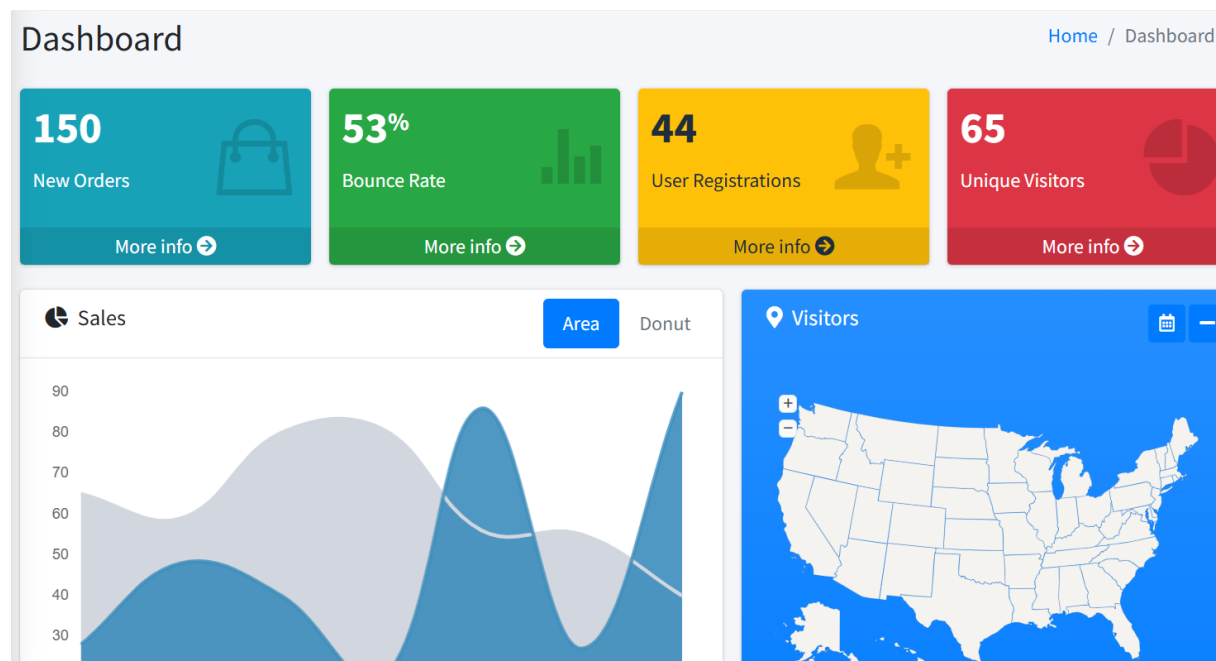 Dashboard
Home / Dashboard
150
New Orders
More info
53%
Bounce Rate
More info
44
User Registrations
More info
65
Unique Visitors
More info
Sales
Area
Donut
90
80
70
60
50
40
30
Visitors
+
−